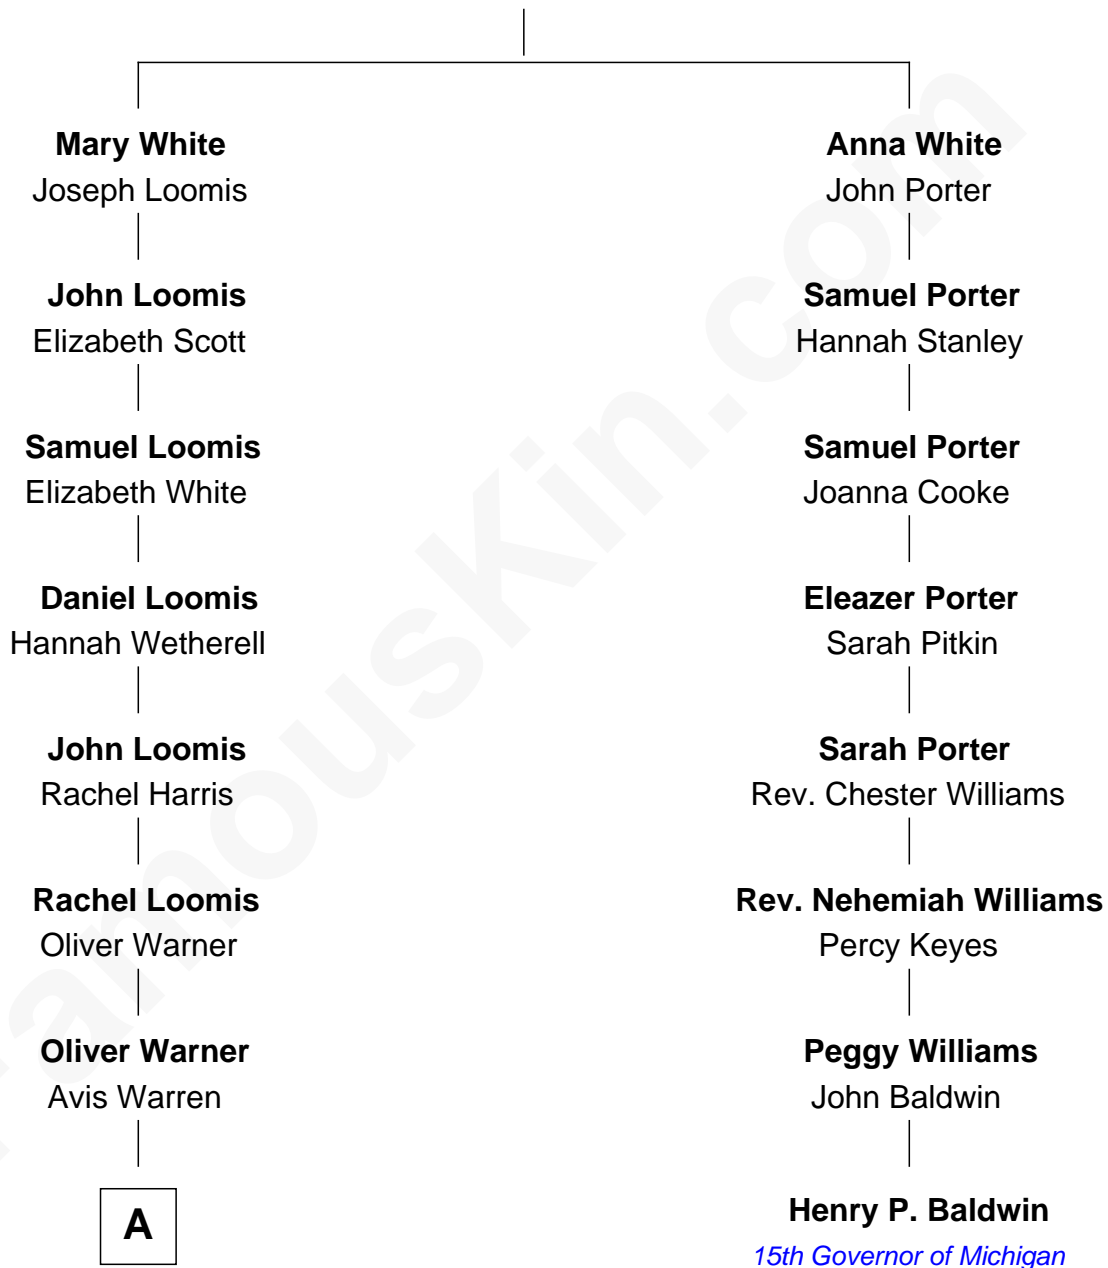 Mary White
Joseph Loomis
John Loomis
Elizabeth Scott
Samuel Loomis
Elizabeth White
Daniel Loomis
Hannah Wetherell
John Loomis
Rachel Harris
Rachel Loomis
Oliver Warner
Oliver Warner
Avis Warren
A
Anna White
John Porter
Samuel Porter
Hannah Stanley
Samuel Porter
Joanna Cooke
Eleazer Porter
Sarah Pitkin
Sarah Porter
Rev. Chester Williams
Rev. Nehemiah Williams
Percy Keyes
Peggy Williams
John Baldwin
Henry P. Baldwin
15th Governor of Michigan
FamousKin.com